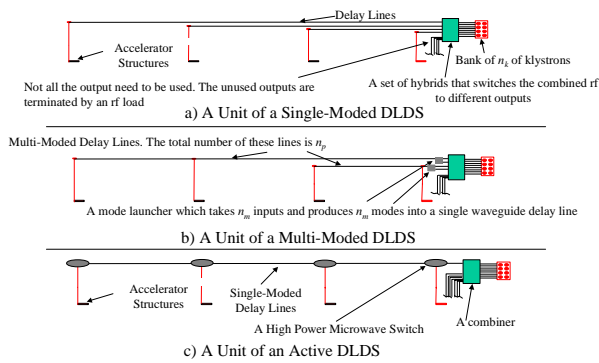 Delay Lines
Accelerator
Structures
Bank of n_k of klystrons
Not all the output need to be used. The unused outputs are
terminated by an rf load
A set of hybrids that switches the combined rf
to different outputs
a) A Unit of a Single-Moded DLDS
Multi-Moded Delay Lines. The total number of these lines is n_p
A mode launcher which takes n_m inputs and produces n_m modes into a single waveguide delay line
b) A Unit of a Multi-Moded DLDS
Accelerator
Structures
Single-Moded
Delay Lines
A High Power Microwave Switch
A combiner
c) A Unit of an Active DLDS